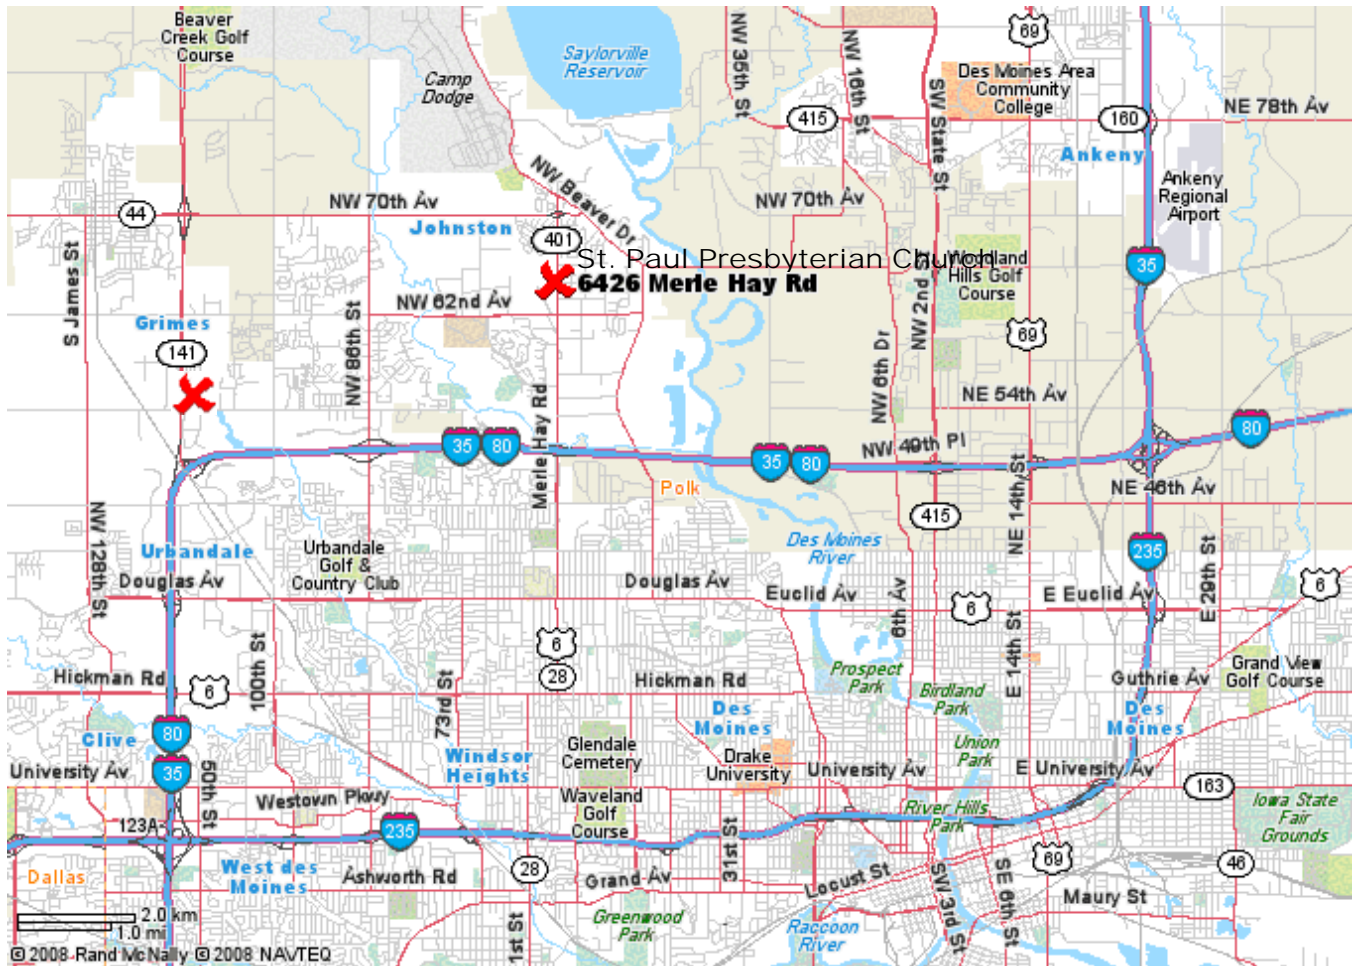 Beaver
Creek Golf
Course
Camp
Dodge
Saylorville
Reservoir
NW 35th St
NW 16th St
SW State St
69
Des Moines Area
Community
College
415
160
NE 78th Av
Ankeny
Ankeny
Regional
Airport
44
NW 70th Av
Johnston
NW Beaver Dr
NW 70th Av
401
S James St
St. Paul Presbyterian Church
6426 Merle Hay Rd
Woodland
Hills Golf
Course
35
NW 62nd Av
NW 86th St
Grimes
141
NW 2nd St
NW 6th Dr
69
NE 54th Av
Merle Hay Rd
35
80
35
80
NW 49th Pl
80
Polk
NE 46th Av
415
NE 14th St
NW 128th St
Urbandale
Urbandale
Golf &
Country Club
Des Moines
River
235
E 29th St
Douglas Av
Douglas Av
Euclid Av
6
E Euclid Av
6
6th Av
E 14th St
6
28
100th St
73rd St
Hickman Rd
6
Hickman Rd
Prospect
Park
Birdland
Park
Guthrie Av
Grand View
Golf Course
Des
Moines
Des
Moines
Clive
80
35
50th St
Windsor
Heights
Glendale
Cemetery
Drake
University
Union
Park
University Av
University Av
E University Av
163
Westown Pkwy
Waveland
Golf
Course
River Hills
Park
Iowa State
Fair
Grounds
123A
235
31st St
West des
Moines
Ashworth Rd
28
Grand Av
Locust St
SW 3rd St
SE 6th St
69
46
Maury St
Dallas
1st St
Greenwood
Park
Raccoon
River
2.0 km
1.0 mi
© 2008 Rand McNally © 2008 NAVTEQ